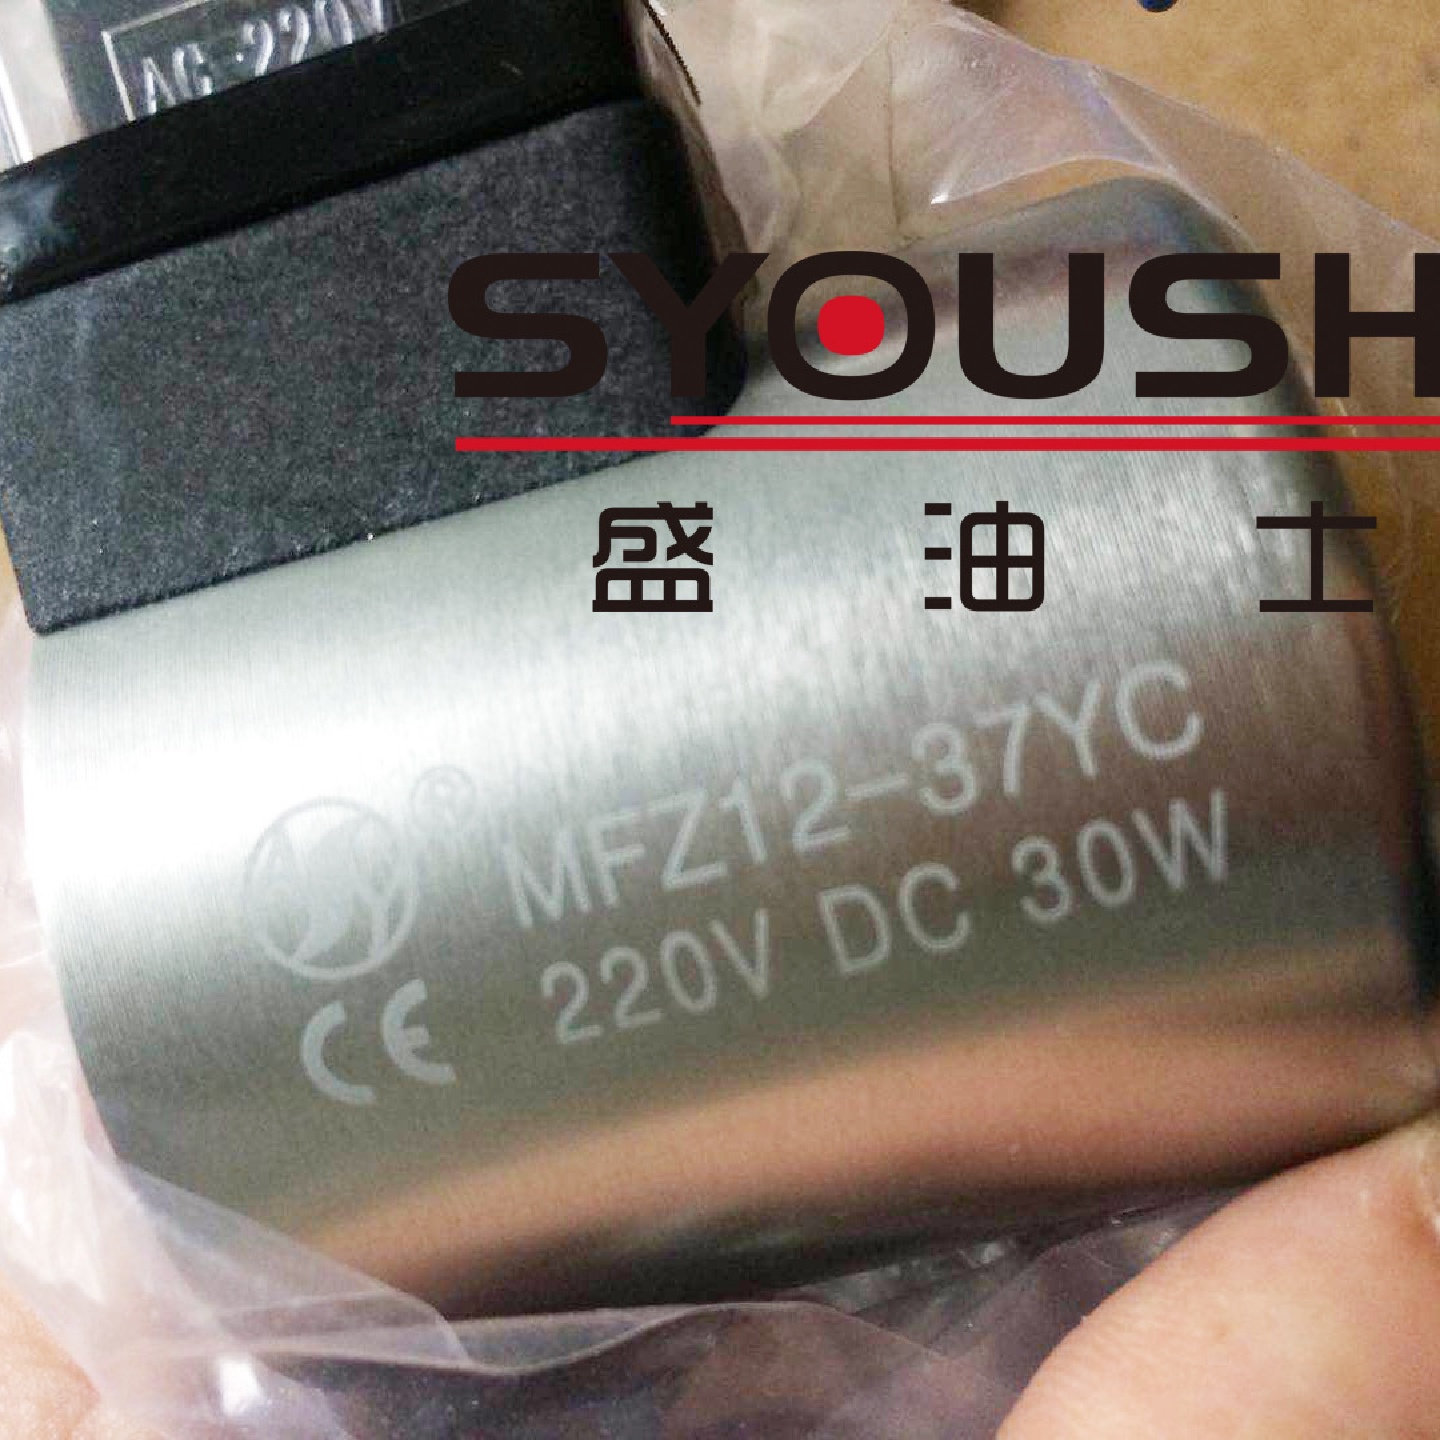 AC 220V
SYOUSH
盛油士
® MFZ12-37YC
CE 220V DC 30W